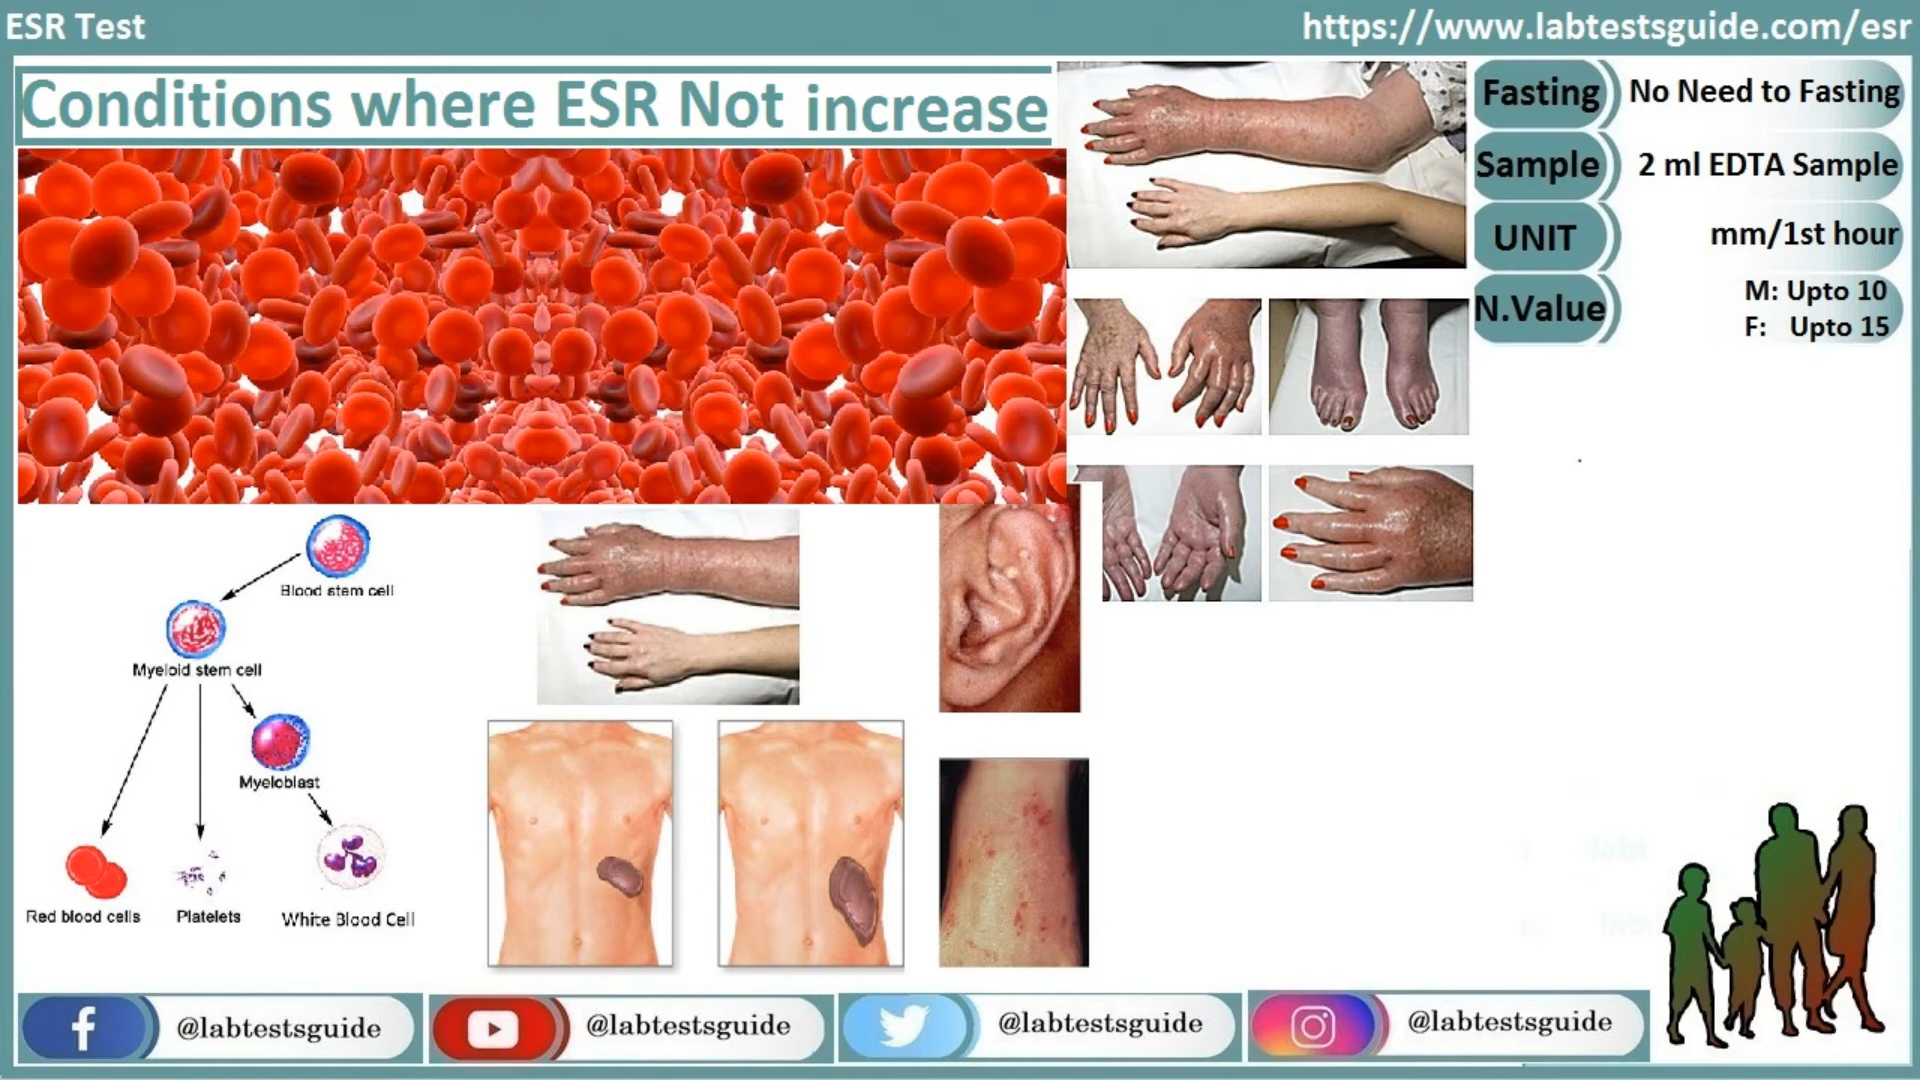 ESR Test
https://www.labtestsguide.com/esr
Conditions where ESR Not increase
Fasting
No Need to Fasting
Sample
2 ml EDTA Sample
UNIT
mm/1st hour
N.Value
M: Upto 10
F: Upto 15
Blood stem cell
Myeloid stem cell
Myeloblast
Red blood cells
Platelets
White Blood Cell
@labtestsguide
@labtestsguide
@labtestsguide
@labtestsguide